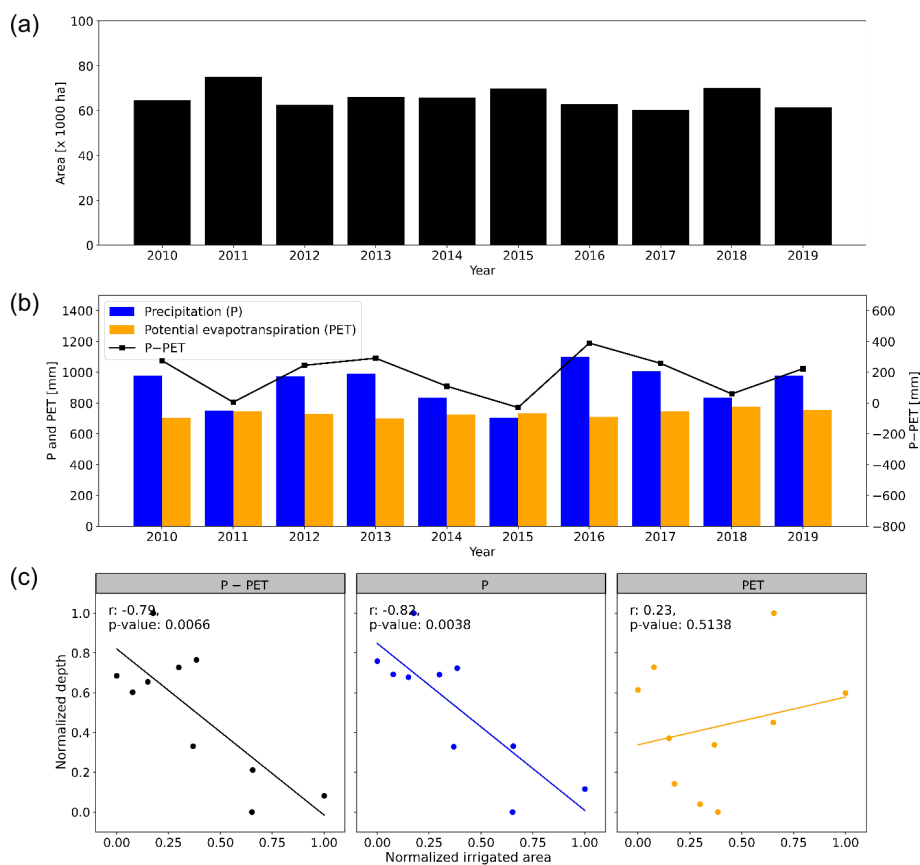 (a)
100
80
60
40
20
0
Area [x 1000 ha]
2010 2011 2012 2013 2014 2015 2016 2017 2018 2019
Year
(b)
Precipitation (P)
Potential evapotranspiration (PET)
P−PET
1400
1200
1000
800
600
400
200
0
P and PET [mm]
600
400
200
0
−200
−400
−600
−800
P−PET [mm]
2010 2011 2012 2013 2014 2015 2016 2017 2018 2019
Year
(c)
P − PET
r: -0.79,
p-value: 0.0066
P
r: -0.82,
p-value: 0.0038
PET
r: 0.23,
p-value: 0.5138
1.0
0.8
0.6
0.4
0.2
0.0
Normalized depth
0.00 0.25 0.50 0.75 1.00
0.00 0.25 0.50 0.75 1.00
0.00 0.25 0.50 0.75 1.00
Normalized irrigated area